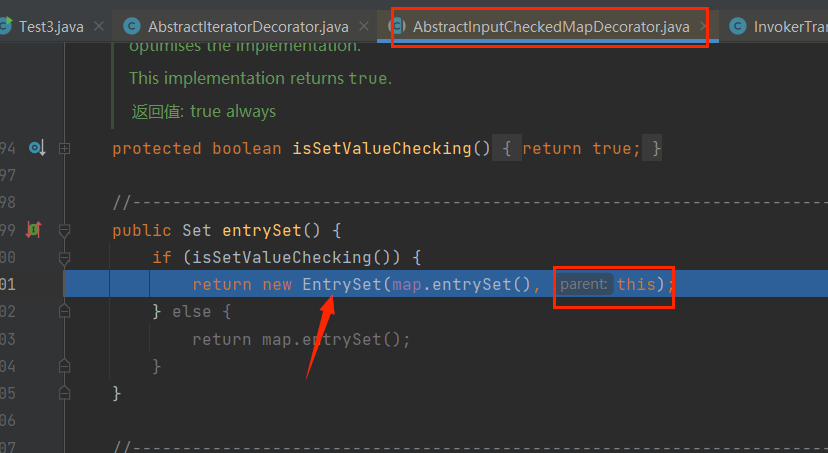 Test3.java
AbstractIteratorDecorator.java
AbstractInputCheckedMapDecorator.java
InvokerTran
optimises the implementation.
This implementation returns true.
返回值: true always
94 protected boolean isSetValueChecking() { return true; }
97
98 //--------------------------------------------------------------------
99 public Set entrySet() {
00 if (isSetValueChecking()) {
01 return new EntrySet(map.entrySet(), parent: this);
02 } else {
03 return map.entrySet();
04 }
05 }
06
07 //--------------------------------------------------------------------